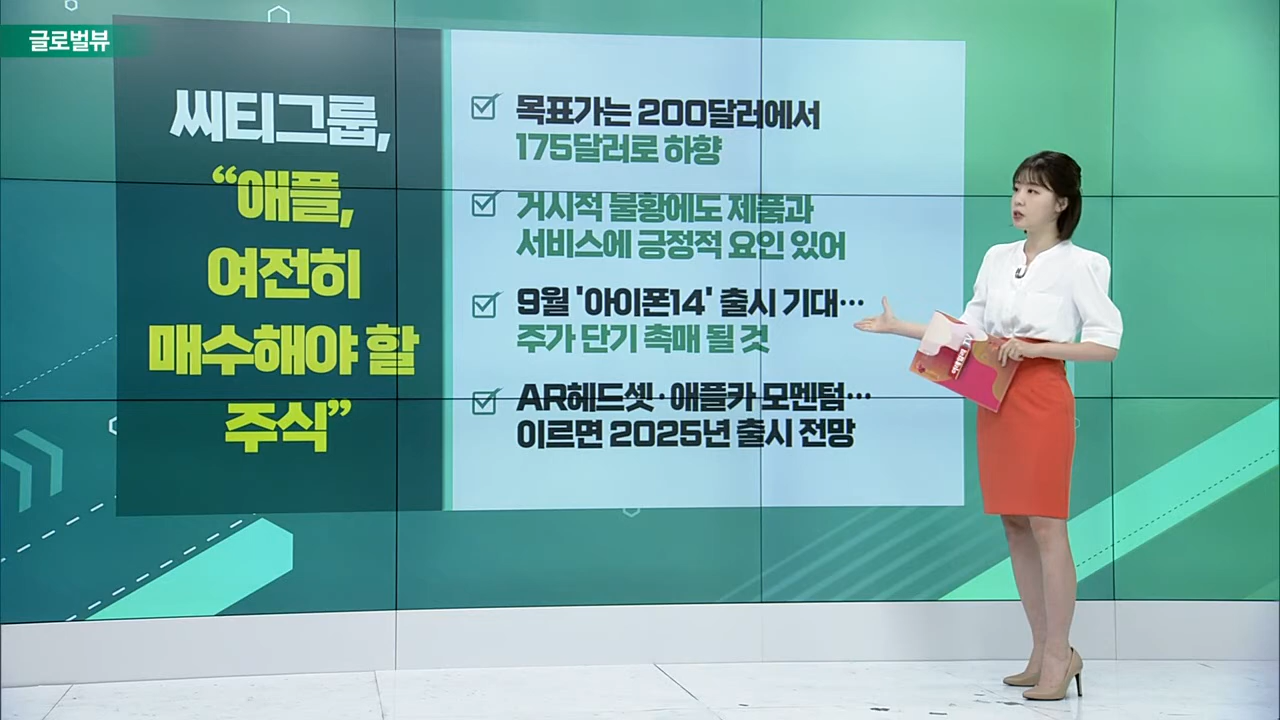 글로벌뷰
씨티그룹,
“애플,
여전히
매수해야 할
주식”
목표가는 200달러에서
175달러로 하향
거시적 불황에도 제품과
서비스에 긍정적 요인 있어
9월 '아이폰14' 출시 기대…
주가 단기 촉매 될 것
AR헤드셋·애플카 모멘텀…
이르면 2025년 출시 전망